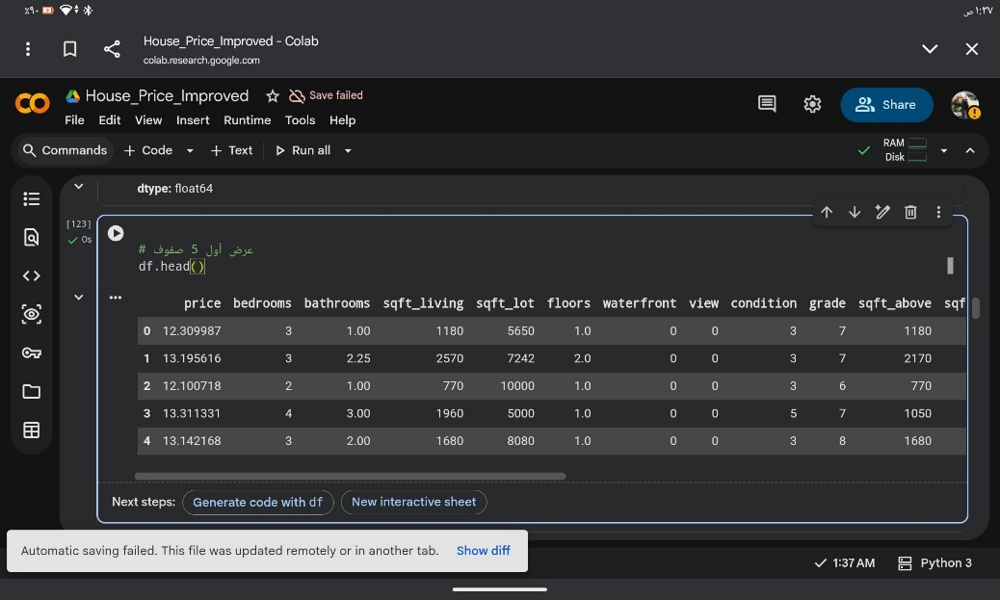 ٪٩٠
١:٣٧ ص
House_Price_Improved - Colab
colab.research.google.com
House_Price_Improved
Save failed
File Edit View Insert Runtime Tools Help
Share
Commands + Code + Text Run all
RAM
Disk
dtype: float64
[123]
0s
# عرض أول 5 صفوف
df.head()
price bedrooms bathrooms sqft_living sqft_lot floors waterfront view condition grade sqft_above sqf
0 12.309987 3 1.00 1180 5650 1.0 0 0 3 7 1180
1 13.195616 3 2.25 2570 7242 2.0 0 0 3 7 2170
2 12.100718 2 1.00 770 10000 1.0 0 0 3 6 770
3 13.311331 4 3.00 1960 5000 1.0 0 0 5 7 1050
4 13.142168 3 2.00 1680 8080 1.0 0 0 3 8 1680
Next steps: Generate code with df New interactive sheet
Automatic saving failed. This file was updated remotely or in another tab. Show diff
1:37 AM Python 3